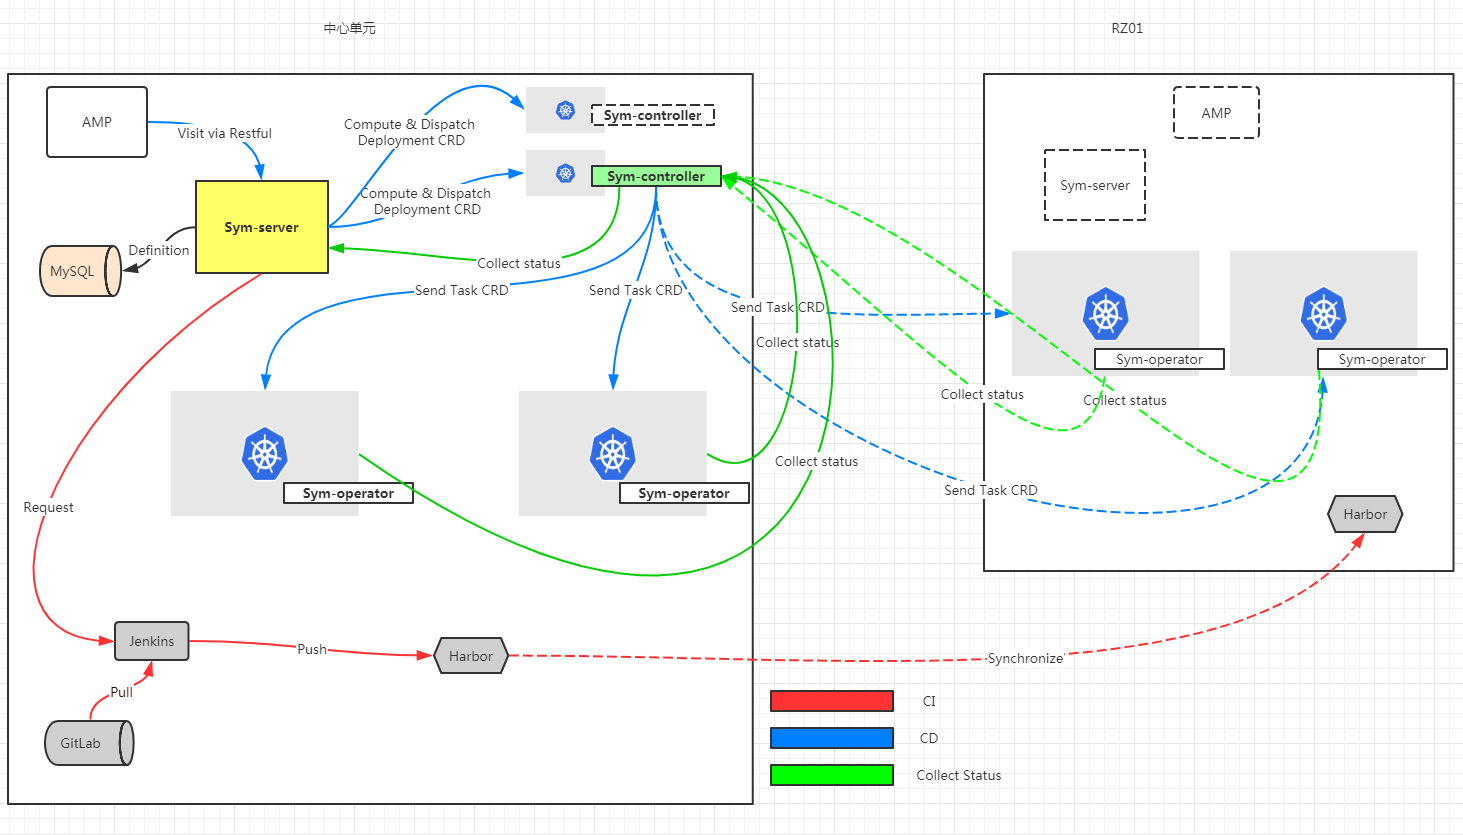 中心单元
RZ01
AMP
Visit via Restful
Compute & Dispatch
Deployment CRD
Sym-controller
Compute & Dispatch
Deployment CRD
Sym-controller
Sym-server
Definition
MySQL
Collect status
Send Task CRD
Send Task CRD
Send Task CRD
Collect status
AMP
Sym-server
Sym-operator
Sym-operator
Collect status
Collect status
Collect status
Send Task CRD
Sym-operator
Sym-operator
Request
Harbor
Jenkins
Push
Harbor
Synchronize
Pull
GitLab
CI
CD
Collect Status